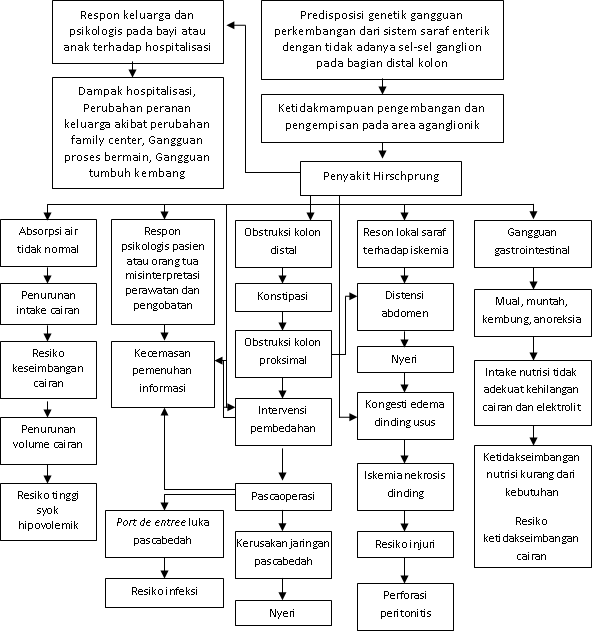 Respon keluarga dan
psikologis pada bayi atau
anak terhadap hospitalisasi
Predisposisi genetik gangguan
perkembangan dari sistem saraf enterik
dengan tidak adanya sel-sel ganglion
pada bagian distal kolon
Dampak hospitalisasi,
Perubahan peranan
keluarga akibat perubahan
family center, Gangguan
proses bermain, Gangguan
tumbuh kembang
Ketidakmampuan pengembangan dan
pengempisan pada area aganglionik
Penyakit Hirschprung
Absorpsi air
tidak normal
Penurunan
intake cairan
Resiko
keseimbangan
cairan
Penurunan
volume cairan
Resiko tinggi
syok
hipovolemik
Respon
psikologis pasien
atau orang tua
misinterpretasi
perawatan dan
pengobatan
Kecemasan
pemenuhan
informasi
Obstruksi kolon
distal
Konstipasi
Obstruksi kolon
proksimal
Intervensi
pembedahan
Pascaoperasi
Port de entree luka
pascabedah
Resiko infeksi
Kerusakan jaringan
pascabedah
Nyeri
Reson lokal saraf
terhadap iskemia
Distensi
abdomen
Nyeri
Kongesti edema
dinding usus
Iskemia nekrosis
dinding
Resiko injuri
Perforasi
peritonitis
Gangguan
gastrointestinal
Mual, muntah,
kembung, anoreksia
Intake nutrisi tidak
adekuat kehilangan
cairan dan elektrolit
Ketidakseimbangan
nutrisi kurang dari
kebutuhan
Resiko
ketidakseimbangan
cairan